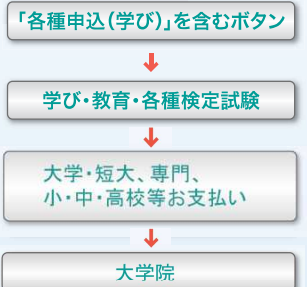 「各種申込(学び)」を含むボタン
学び・教育・各種検定試験
大学・短大、専門、
小・中・高校等お支払い
大学院